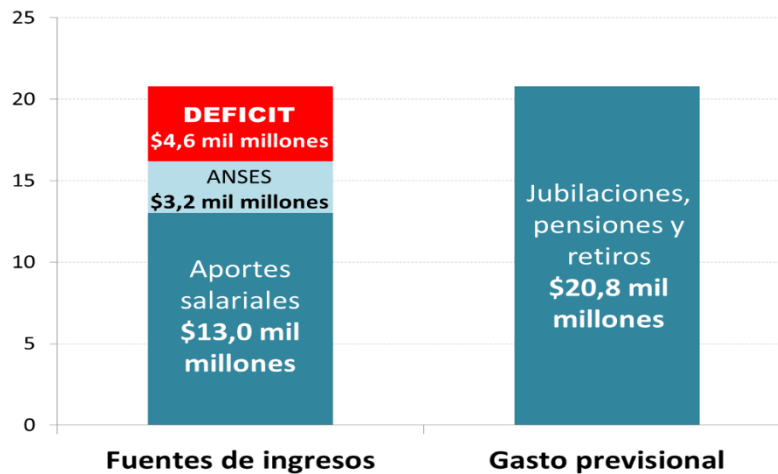 25
20
15
10
5
0
DEFICIT
$4,6 mil millones
ANSES
$3,2 mil millones
Aportes
salariales
$13,0 mil
millones
Jubilaciones,
pensiones y
retiros
$20,8 mil
millones
Fuentes de ingresos
Gasto previsional